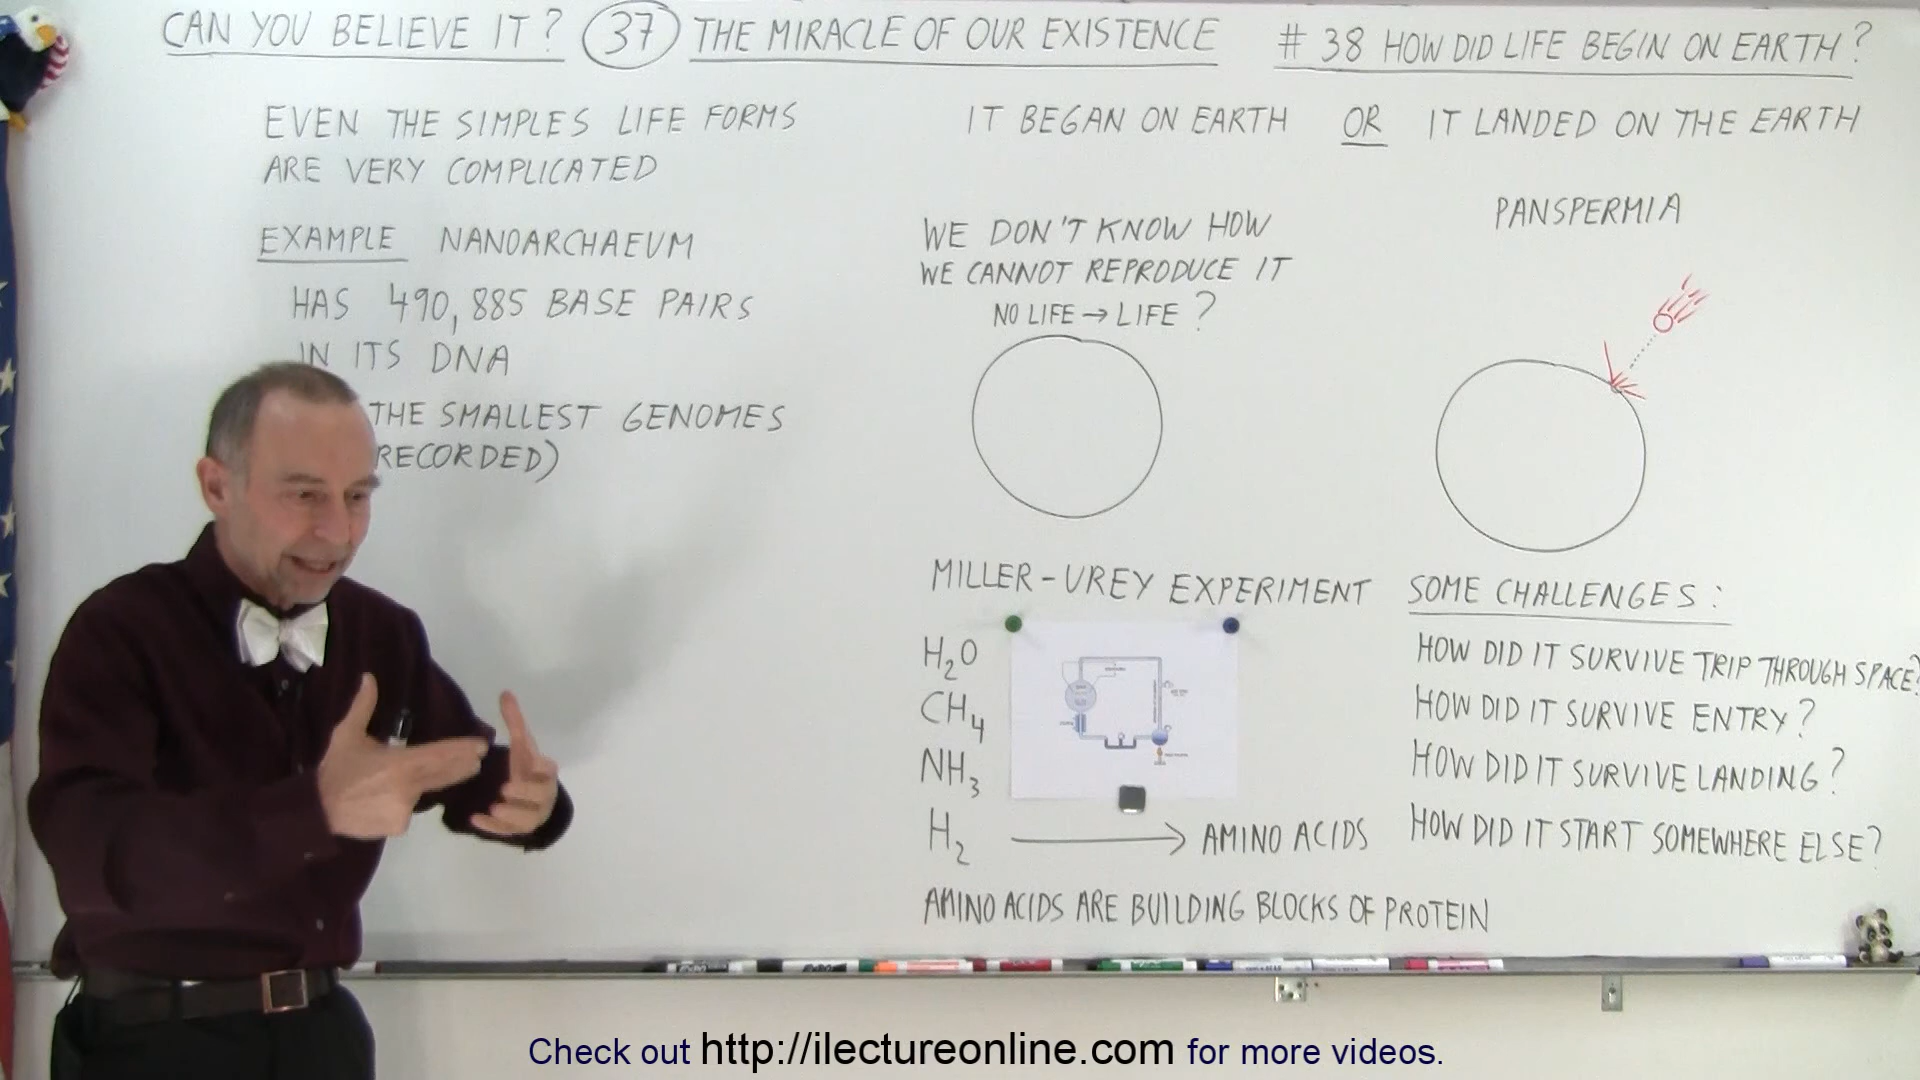 CAN YOU BELIEVE IT? 37 THE MIRACLE OF OUR EXISTENCE # 38 HOW DID LIFE BEGIN ON EARTH?
EVEN THE SIMPLES LIFE FORMS
ARE VERY COMPLICATED
EXAMPLE NANOARCHAEUM
HAS 490,885 BASE PAIRS
IN ITS DNA
THE SMALLEST GENOMES
RECORDED)
IT BEGAN ON EARTH OR IT LANDED ON THE EARTH
WE DON'T KNOW HOW
WE CANNOT REPRODUCE IT
NO LIFE → LIFE ?
MILLER-UREY EXPERIMENT
H2O
CH4
NH3
H2 → AMINO ACIDS
AMINO ACIDS ARE BUILDING BLOCKS OF PROTEIN
PANSPERMIA
SOME CHALLENGES:
HOW DID IT SURVIVE TRIP THROUGH SPACE?
HOW DID IT SURVIVE ENTRY?
HOW DID IT SURVIVE LANDING?
HOW DID IT START SOMEWHERE ELSE?
Check out http://ilectureonline.com for more videos.